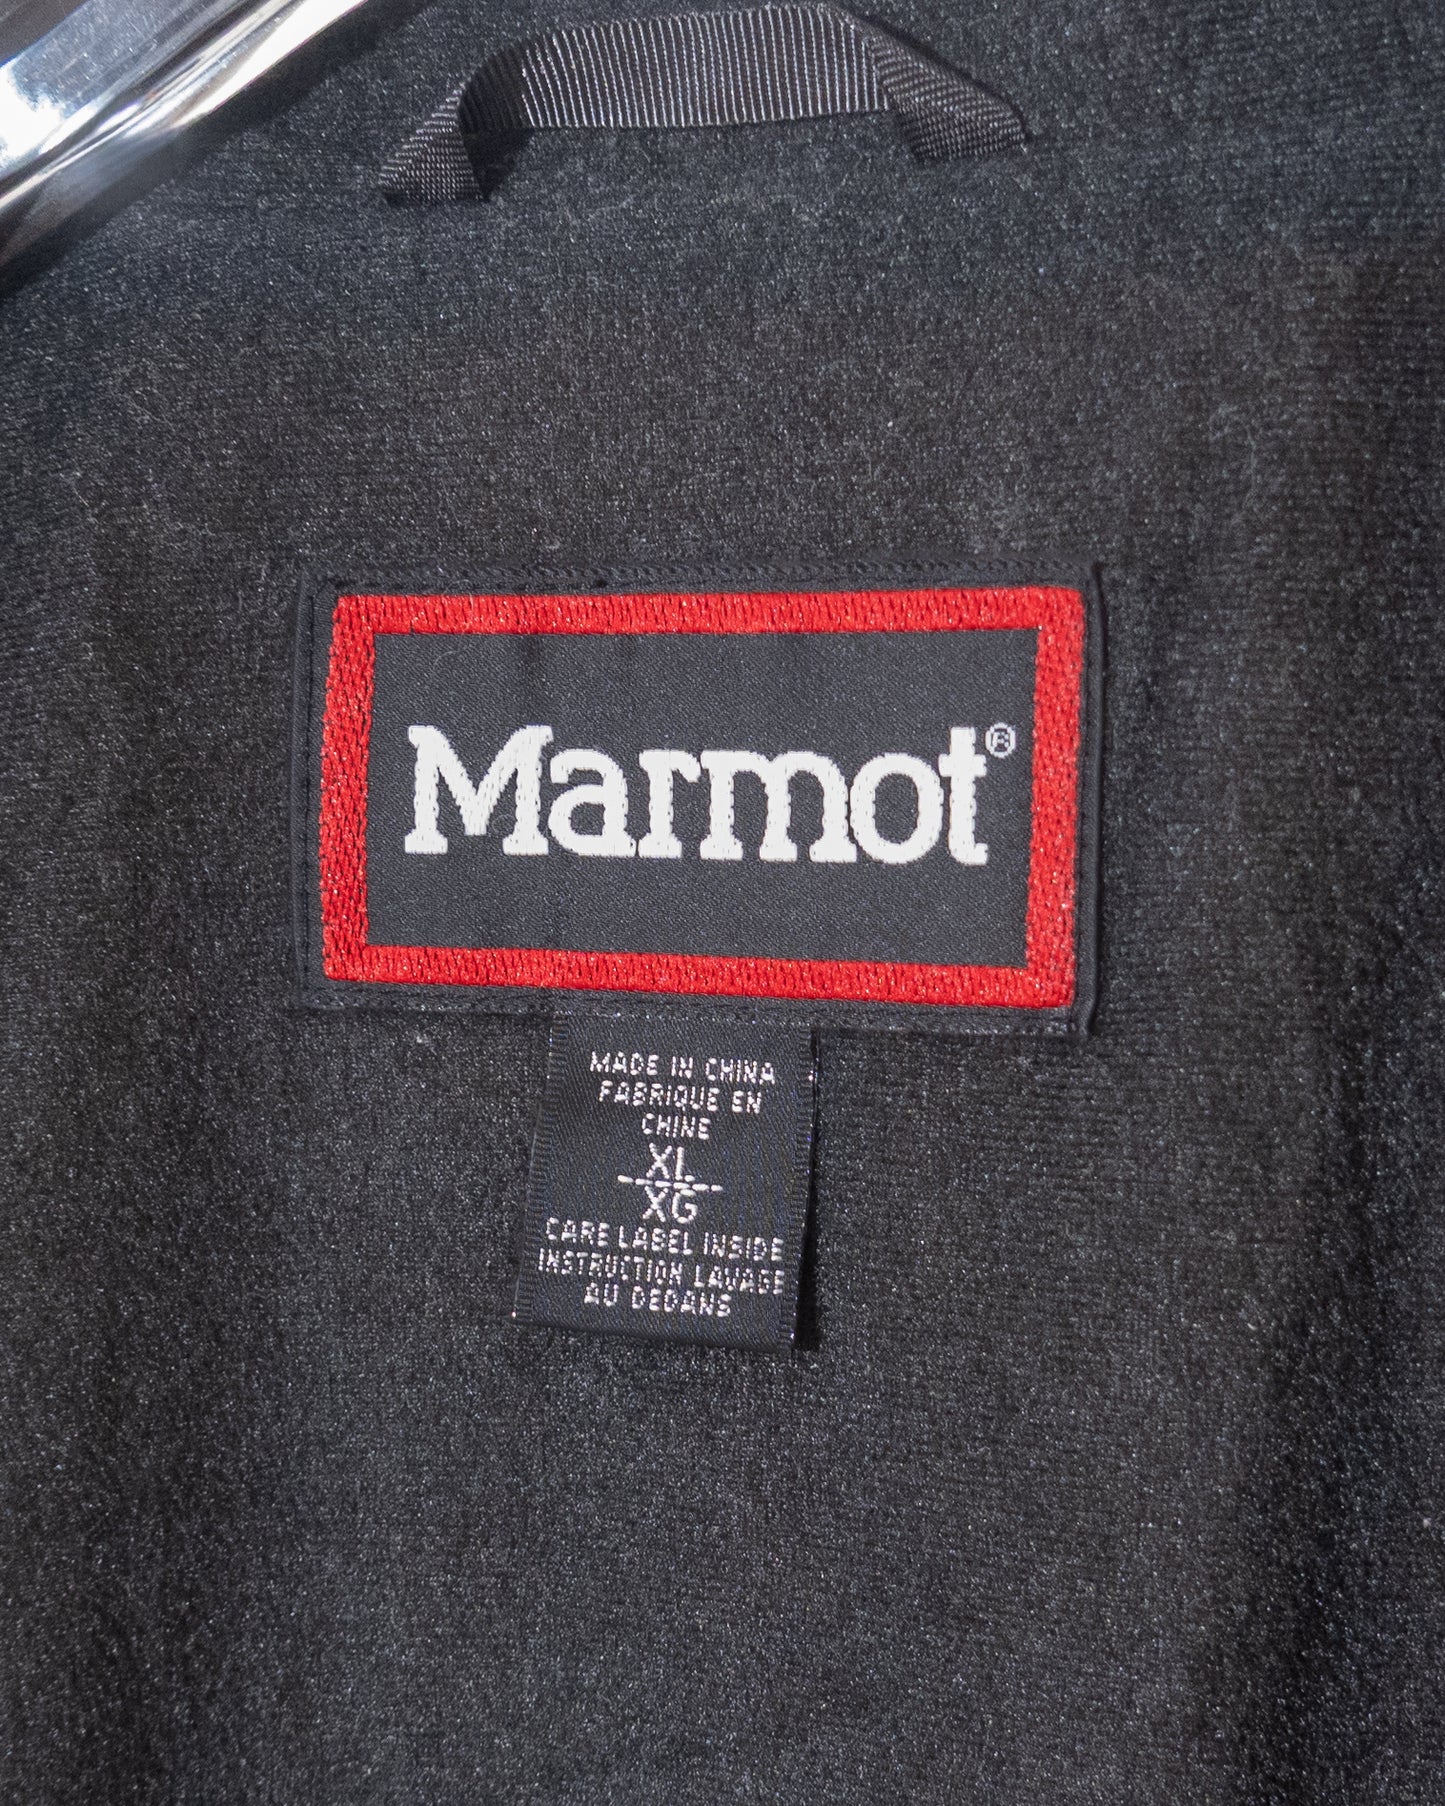 Marmot®
MADE IN CHINA
FABRIQUE EN
CHINE
XL
XG
CARE LABEL INSIDE
INSTRUCTION LAVAGE
AU DEDANS